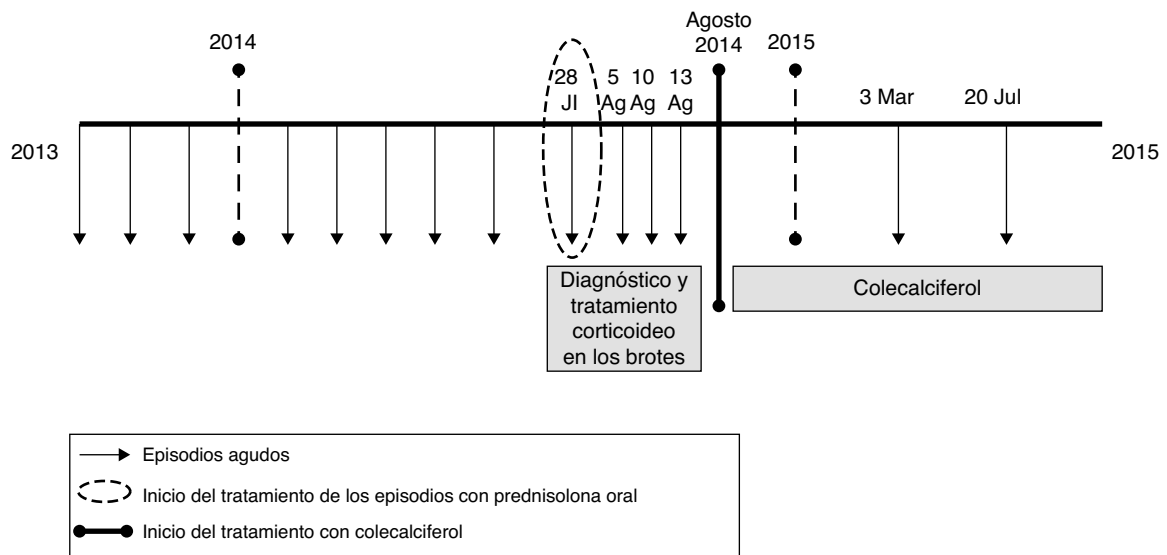 2014
Agosto
2014
2015
28
Jl
5
Ag
10
Ag
13
Ag
3 Mar
20 Jul
2013
2015
Diagnóstico y
tratamiento
corticoideo
en los brotes
Colecalciferol
Episodios agudos
Inicio del tratamiento de los episodios con prednisolona oral
Inicio del tratamiento con colecalciferol